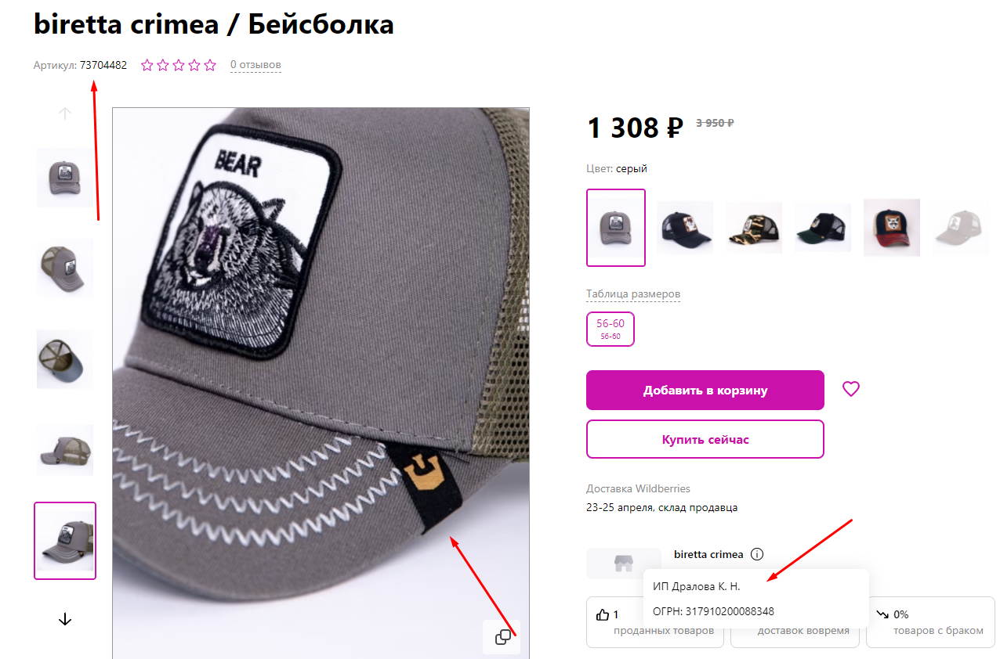 biretta crimea / Бейсболка
Артикул: 73704482
0 отзывов
BEAR
1 308 ₽ 3 950 ₽
Цвет: серый
Таблица размеров
56-60
56-60
Добавить в корзину
Купить сейчас
Доставка Wildberries
23-25 апреля, склад продавца
biretta crimea
ИП Дралова К. Н.
ОГРН: 317910200088348
1
проданных товаров
доставок вовремя
0%
товаров с браком